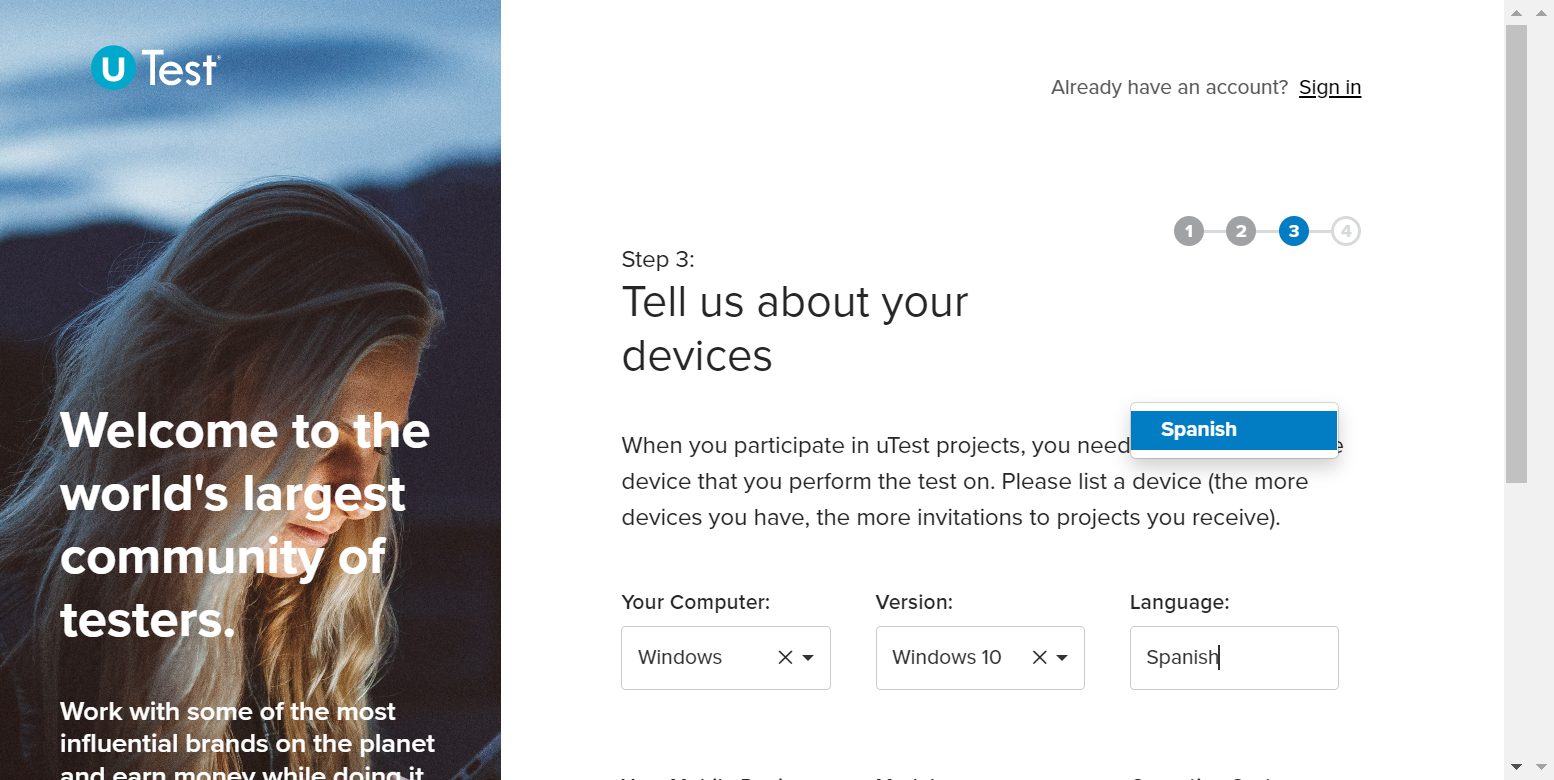 u Test
Already have an account? Sign in
1 2 3 4
Step 3:
Tell us about your
devices
Welcome to the
world's largest
community of
testers.
Work with some of the most
influential brands on the planet
and earn money while doing it
Spanish
When you participate in uTest projects, you need
device that you perform the test on. Please list a device (the more
devices you have, the more invitations to projects you receive).
Your Computer: Version: Language:
Windows Windows 10 Spanish